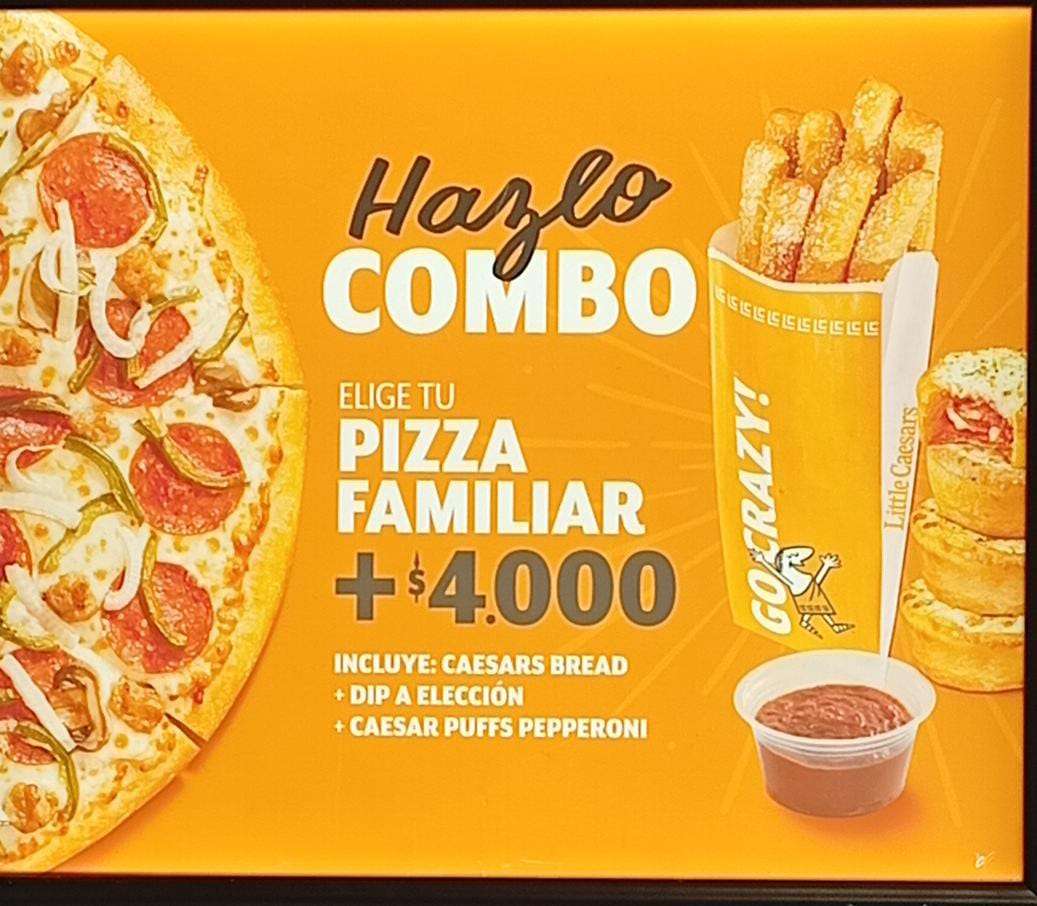 Hazlo
COMBO
ELIGE TU
PIZZA
FAMILIAR
+ $4.000
INCLUYE: CAESARS BREAD
+ DIP A ELECCIÓN
+ CAESAR PUFFS PEPPERONI
GO CRAZY!
Little Caesars